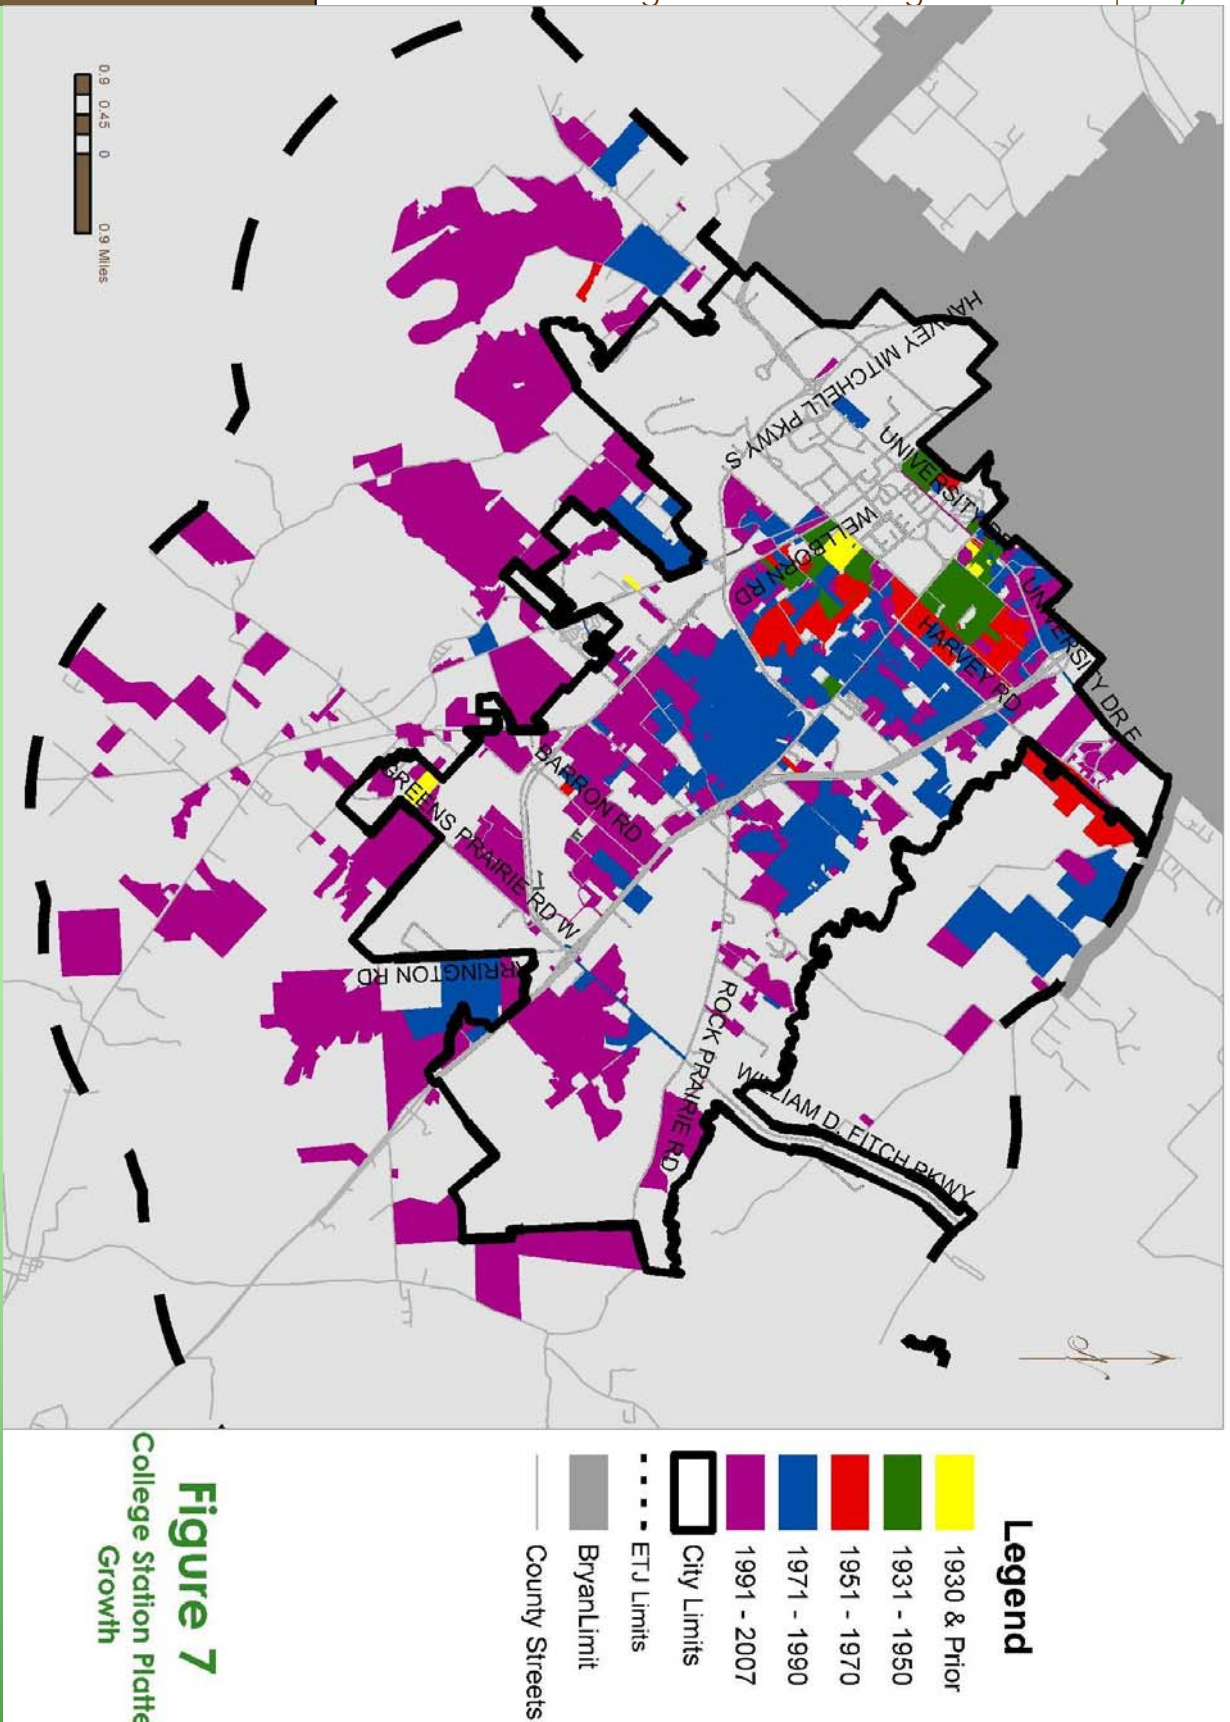 HARVEY MITCHELL PKWY S
UNIVERSITY DR
UNIVERSITY DR E
WELLBORN RD
HARVEY RD
BARRON RD
GREENS PRAIRIE RD W
ARRINGTON RD
ROCK PRAIRIE RD
WILLIAM D. FITCH PKWY
0.9 0.45 0 0.9 Miles
Legend
1930 & Prior
1931 - 1950
1951 - 1970
1971 - 1990
1991 - 2007
City Limits
ETJ Limits
BryanLimit
County Streets
Figure 7
College Station Platte
Growth